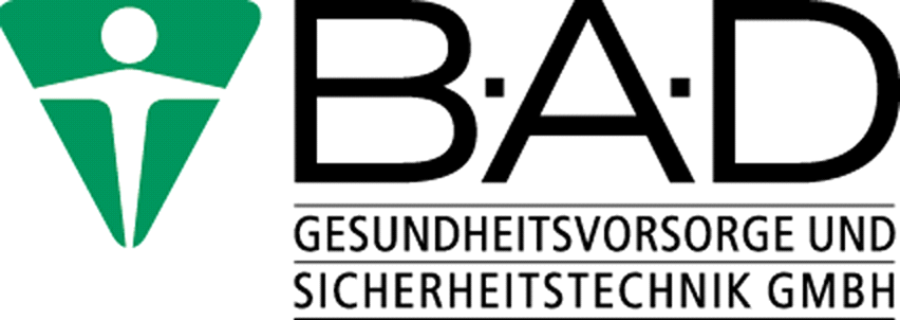 B·A·D
GESUNDHEITSVORSORGE UND
SICHERHEITSTECHNIK GMBH